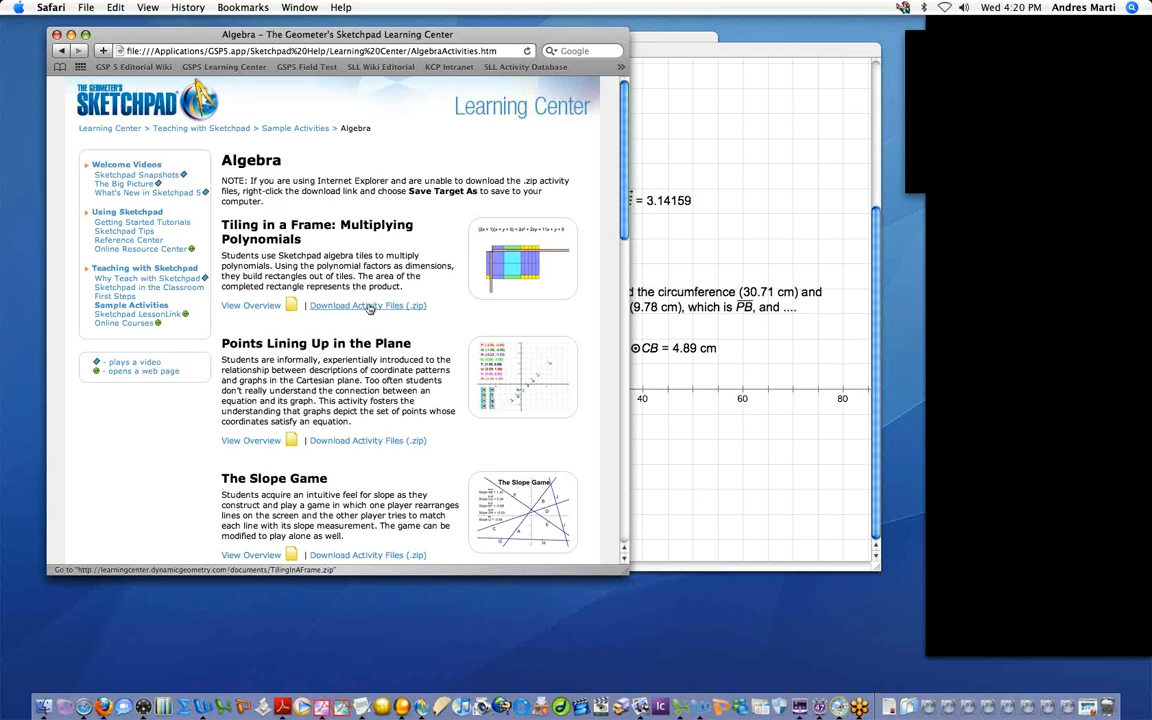 Safari File Edit View History Bookmarks Window Help Wed 4:20 PM Andres Marti
Algebra – The Geometer's Sketchpad Learning Center
file:///Applications/GSP5.app/Sketchpad%20Help/Learning%20Center/AlgebraActivities.htm Google
GSP 5 Editorial Wiki GSP5 Learning Center GSP5 Field Test SLL Wiki Editorial KCP Intranet SLL Activity Database »
THE GEOMETER'S
SKETCHPAD
Learning Center
Learning Center > Teaching with Sketchpad > Sample Activities > Algebra
Welcome Videos
Sketchpad Snapshots
The Big Picture
What's New in Sketchpad 5
Using Sketchpad
Getting Started Tutorials
Sketchpad Tips
Reference Center
Online Resource Center
Teaching with Sketchpad
Why Teach with Sketchpad
Sketchpad in the Classroom
First Steps
Sample Activities
Sketchpad LessonLink
Online Courses
- plays a video
- opens a web page
Algebra
NOTE: If you are using Internet Explorer and are unable to download the .zip activity
files, right-click the download link and choose Save Target As to save to your
computer.
Tiling in a Frame: Multiplying
Polynomials
Students use Sketchpad algebra tiles to multiply
polynomials. Using the polynomial factors as dimensions,
they build rectangles out of tiles. The area of the
completed rectangle represents the product.
View Overview | Download Activity Files (.zip)
Points Lining Up in the Plane
Students are informally, experientially introduced to the
relationship between descriptions of coordinate patterns
and graphs in the Cartesian plane. Too often students
don't really understand the connection between an
equation and its graph. This activity fosters the
understanding that graphs depict the set of points whose
coordinates satisfy an equation.
View Overview | Download Activity Files (.zip)
The Slope Game
Students acquire an intuitive feel for slope as they
construct and play a game in which one player rearranges
lines on the screen and the other player tries to match
each line with its slope measurement. The game can be
modified to play alone as well.
View Overview | Download Activity Files (.zip)
The Slope Game
Go to "http://learningcenter.dynamicgeometry.com/documents/TilingInAFrame.zip"
= 3.14159
d the circumference (30.71 cm) and
(9.78 cm), which is PB, and ....
⊙CB = 4.89 cm
40 60 80